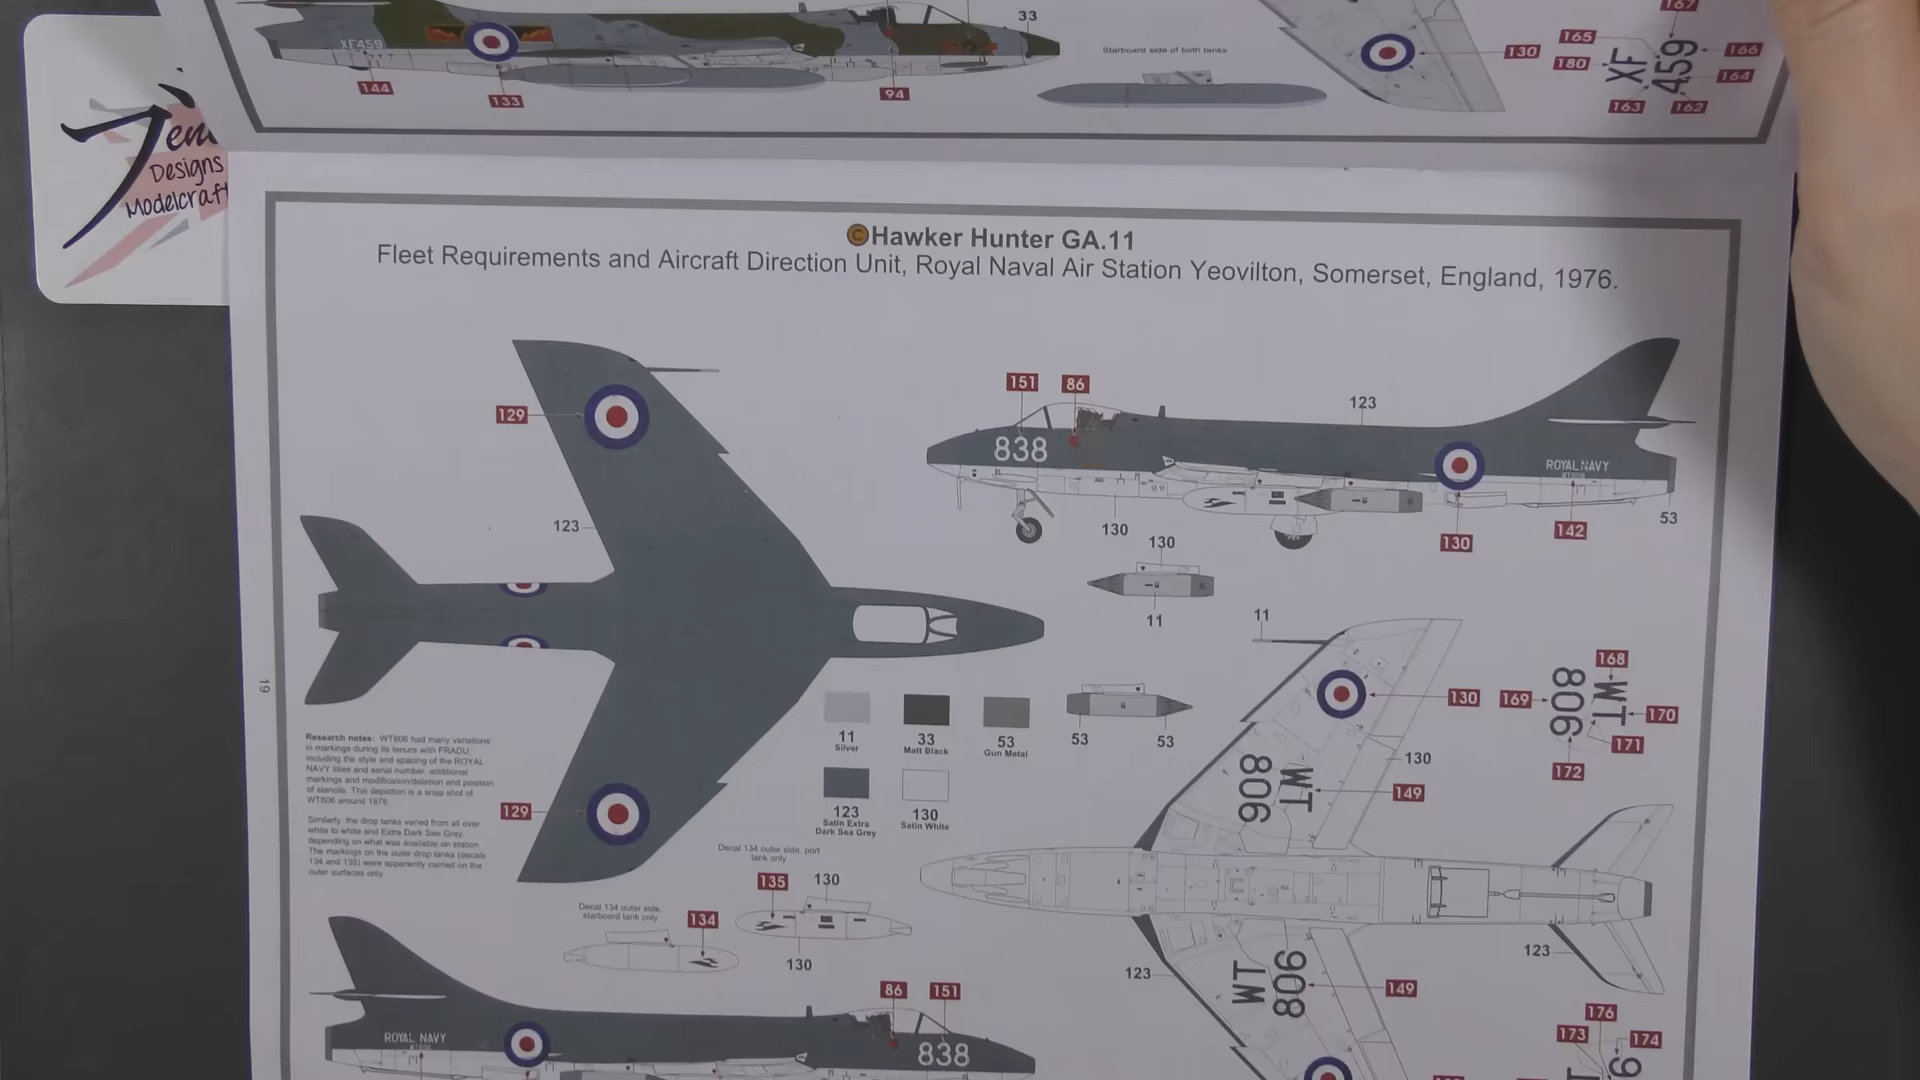 33
XF459
Starboard side of both tanks
144
133
94
130
167
165
166
180
164
163
162
XF
459
Jem
Designs
Modelcraft
©Hawker Hunter GA.11
Fleet Requirements and Aircraft Direction Unit, Royal Naval Air Station Yeovilton, Somerset, England, 1976.
151
86
123
129
838
ROYAL NAVY
123
53
130
130
142
130
11
11
168
130
169
WT
806
170
171
172
19
11
Silver
33
Matt Black
53
Gun Metal
53
53
123
Satin Extra
Dark Sea Grey
130
Satin White
WT
806
130
149
Research notes: WT806 had many variations
in markings during its tenure with FRADU,
including the style and spacing of the ROYAL
NAVY titles and serial number, additional
markings and modification/deletion and position
of stencils. This depiction is a snap shot of
WT806 around 1976.
Similarly, the drop tanks varied from all over
white to white and Extra Dark Sea Grey
depending on what was available on station.
The markings on the outer drop tanks (decals
134 and 135) were apparently carried on the
outer surfaces only.
129
Decal 134 outer side, port
tank only
135
130
Decal 134 outer side,
starboard tank only
134
130
123
123
WT
806
149
86
151
ROYAL NAVY
838
176
173
174